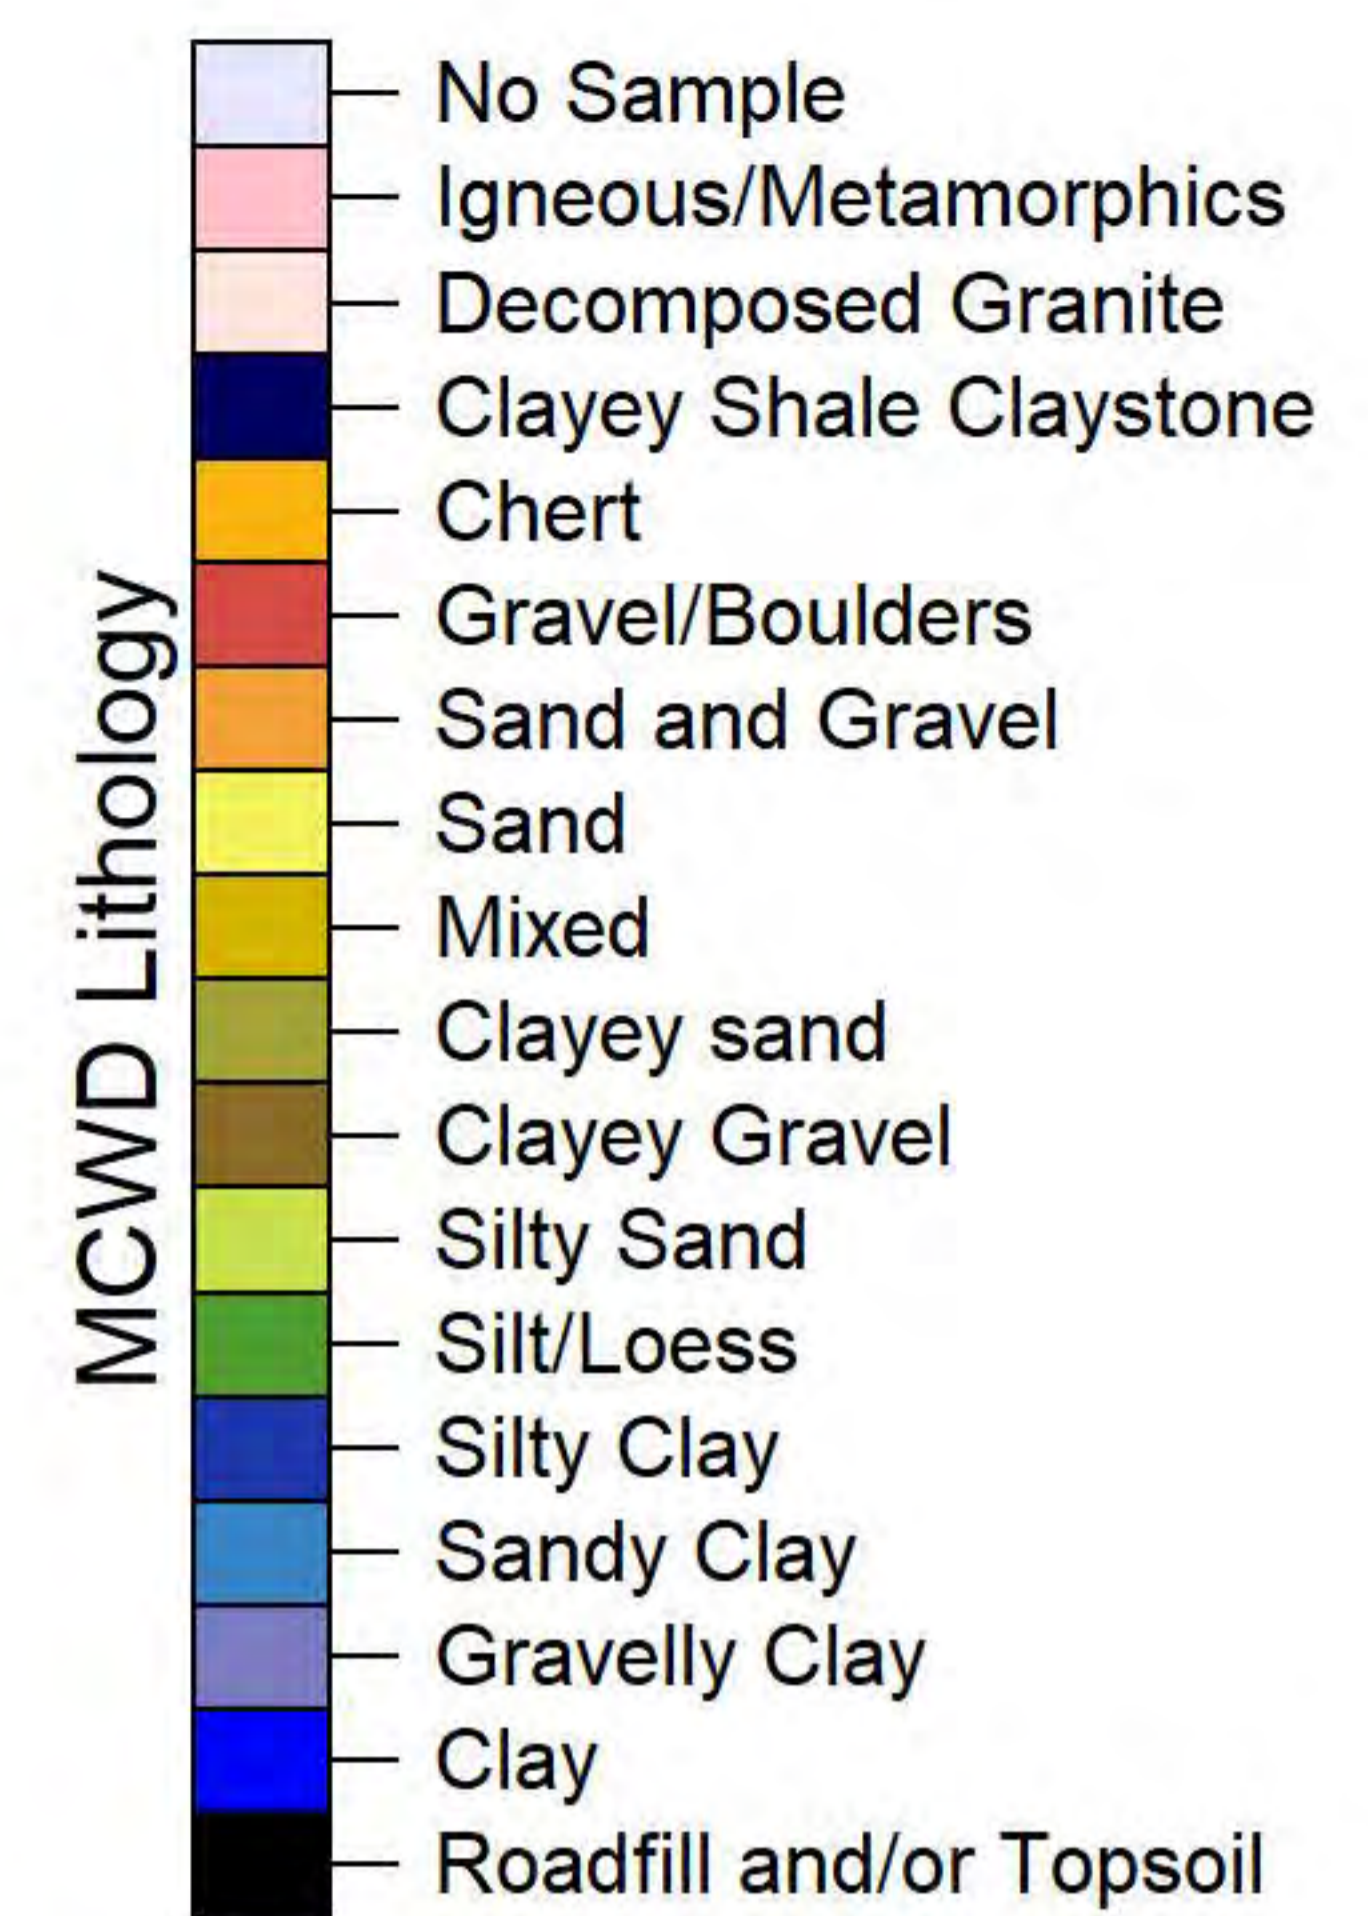 MCWD Lithology
No Sample
Igneous/Metamorphics
Decomposed Granite
Clayey Shale Claystone
Chert
Gravel/Boulders
Sand and Gravel
Sand
Mixed
Clayey sand
Clayey Gravel
Silty Sand
Silt/Loess
Silty Clay
Sandy Clay
Gravelly Clay
Clay
Roadfill and/or Topsoil